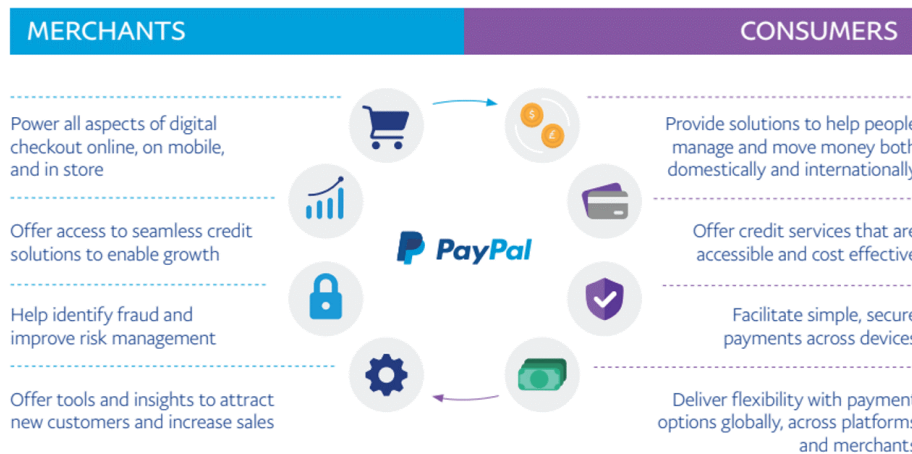 MERCHANTS
CONSUMERS
Power all aspects of digital
checkout online, on mobile,
and in store
Offer access to seamless credit
solutions to enable growth
Help identify fraud and
improve risk management
Offer tools and insights to attract
new customers and increase sales
$
£
PayPal
Provide solutions to help people
manage and move money both
domestically and internationally
Offer credit services that are
accessible and cost effective
Facilitate simple, secure
payments across devices
Deliver flexibility with payment
options globally, across platforms
and merchants